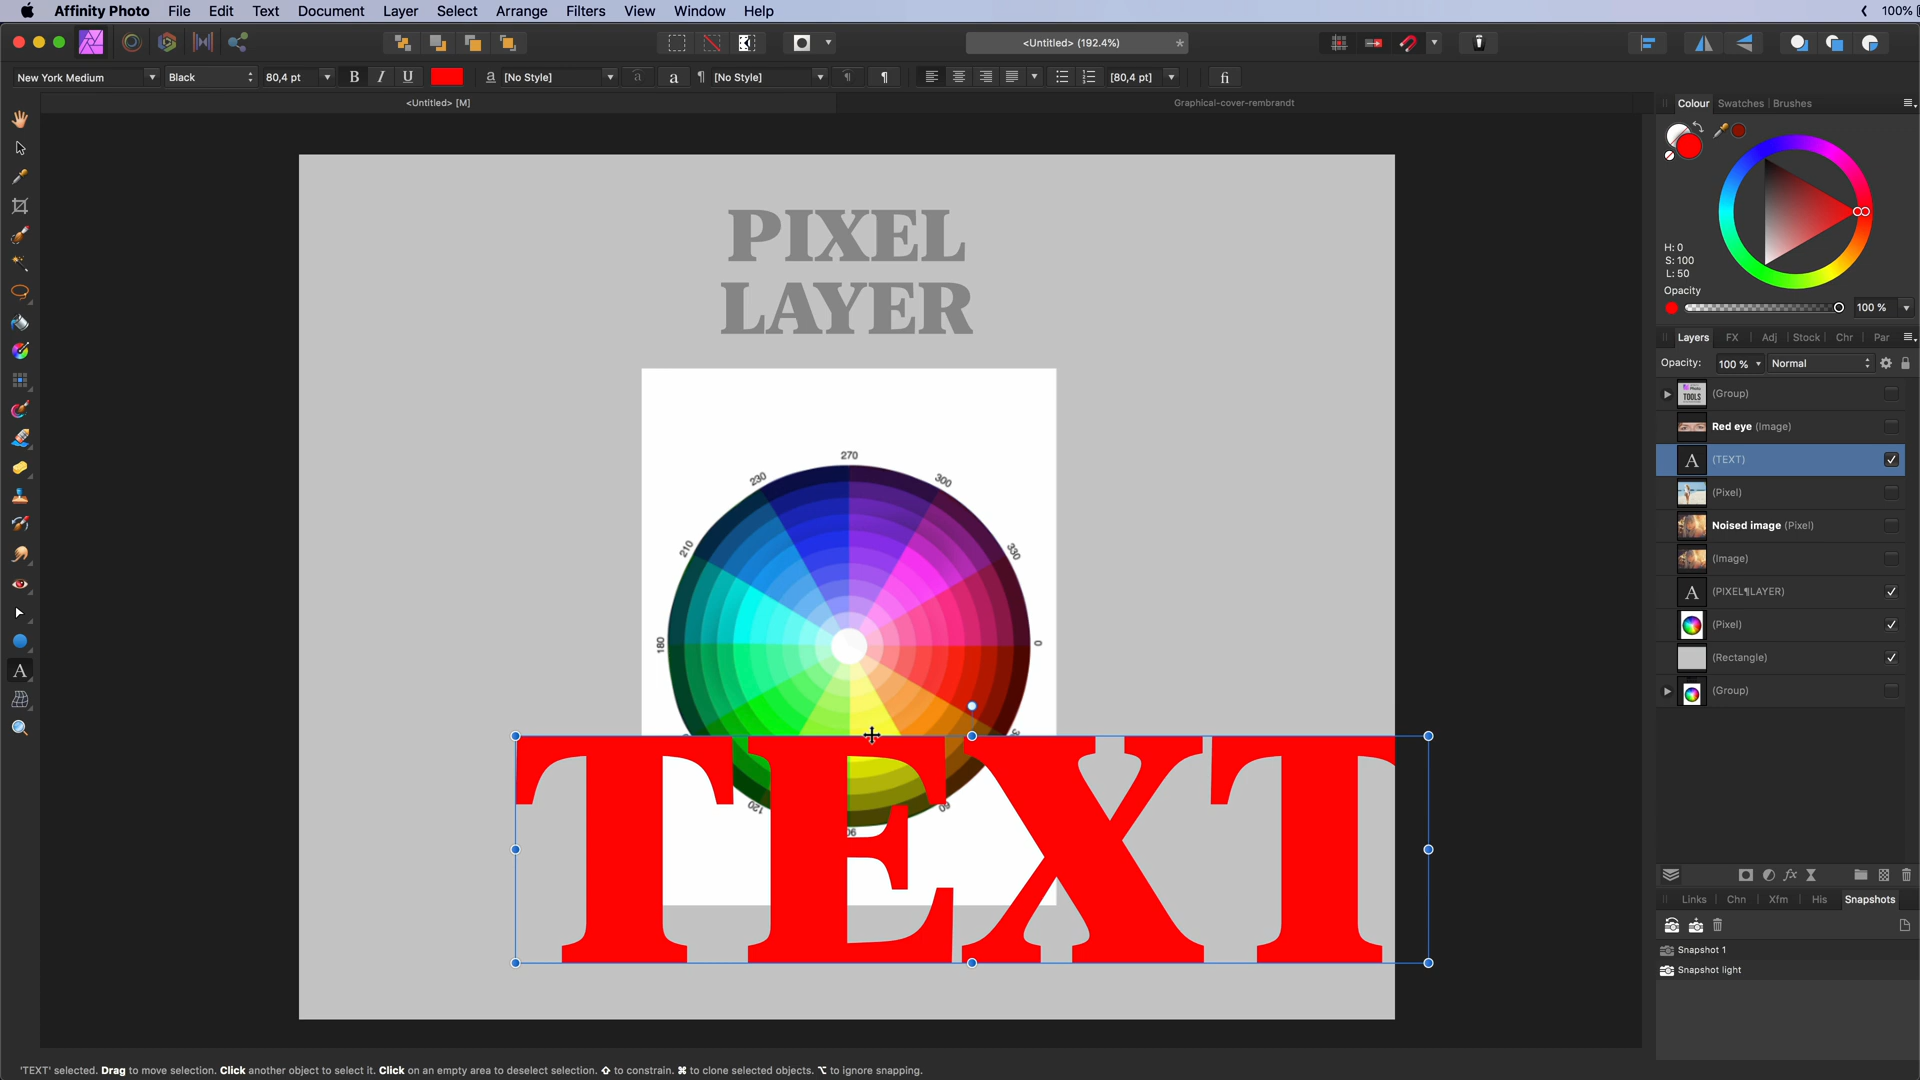 Affinity Photo File Edit Text Document Layer Select Arrange Filters View Window Help 100%
<Untitled> (192.4%) *
New York Medium Black 80,4 pt B I U a [No Style] a a ¶ [No Style] ¶ ¶ [80,4 pt] fi
<Untitled> [M] Graphical-cover-rembrandt
Colour Swatches Brushes
H: 0
S: 100
L: 50
Opacity
100 %
Layers FX Adj Stock Chr Par
Opacity: 100 % Normal
TOOLS (Group)
Red eye (Image)
A (TEXT)
(Pixel)
Noised image (Pixel)
(Image)
A (PIXEL¶LAYER)
(Pixel)
(Rectangle)
(Group)
fx
Links Chn Xfm His Snapshots
Snapshot 1
Snapshot light
PIXEL
LAYER
270
230 300
210 330
180 0
120 60
TEXT
A
'TEXT' selected. Drag to move selection. Click another object to select it. Click on an empty area to deselect selection. ⇧ to constrain. ⌘ to clone selected objects. ⌥ to ignore snapping.